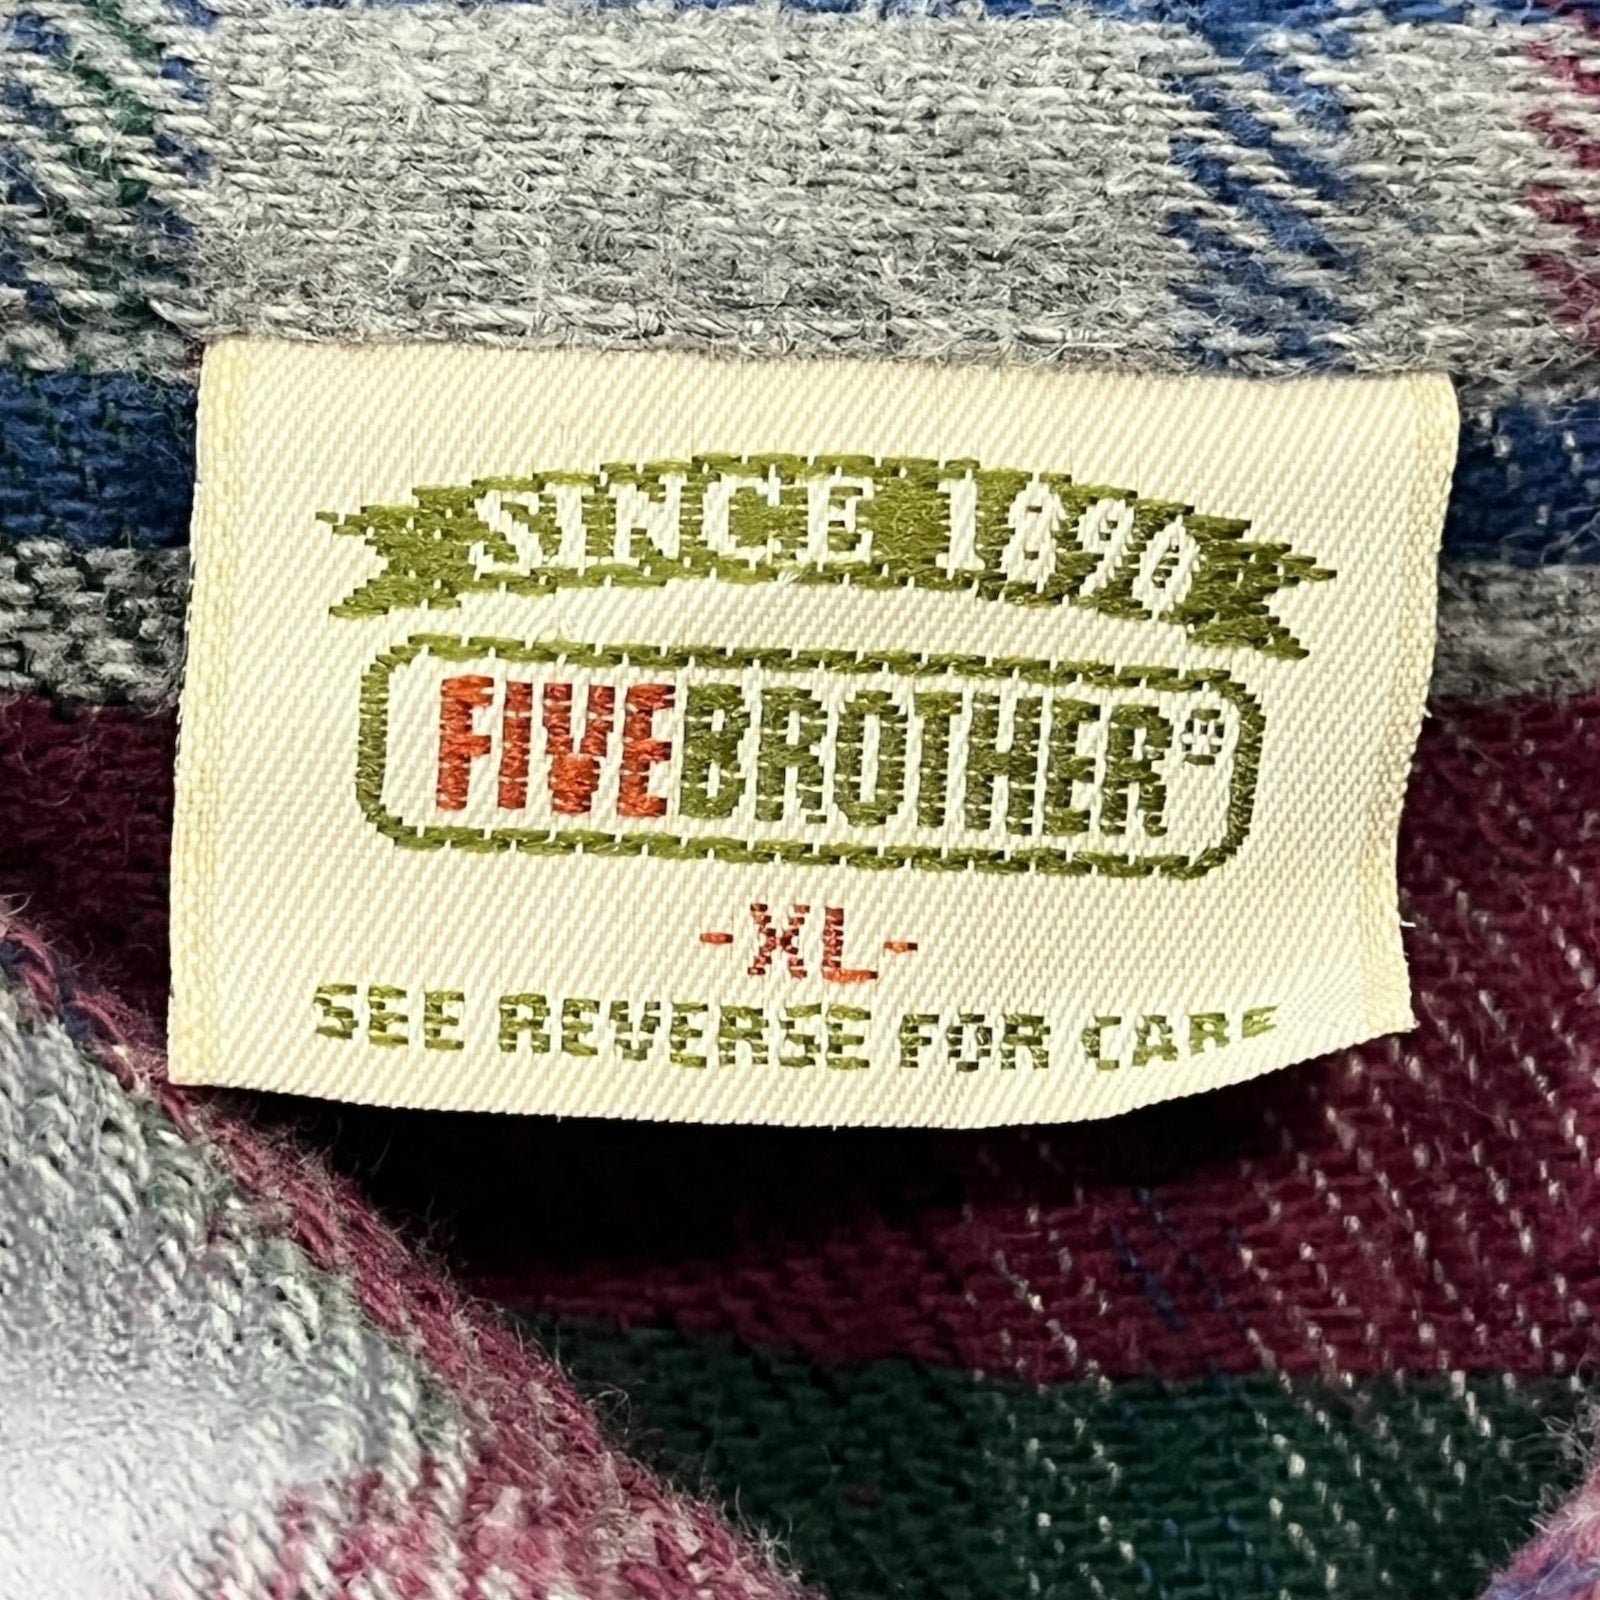 SINCE 1890
FIVEBROTHER®
-XL-
SEE REVERSE FOR CARE